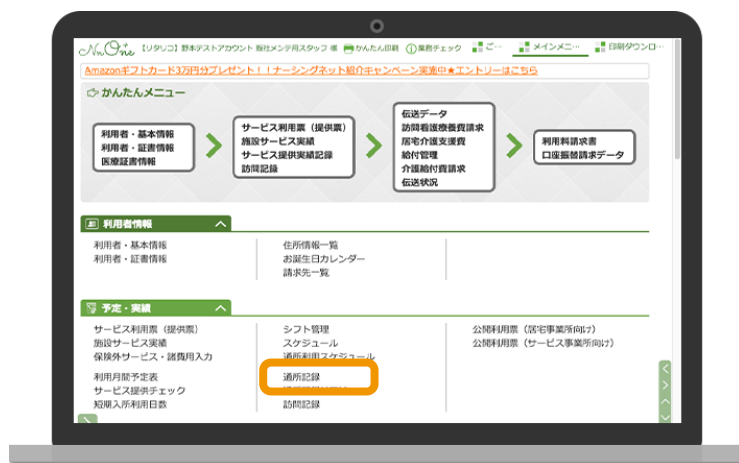 NnOne 【リタリコ】野本テストアカウント 販社メンテ用スタッフ 様 かんたん印刷 業務チェック ご… メインメニ… 印刷ダウンロ…
Amazonギフトカード3万円分プレゼント！！ナーシングネット紹介キャンペーン実施中★エントリーはこちら
かんたんメニュー
利用者・基本情報
利用者・証書情報
医療証書情報
サービス利用票（提供票）
施設サービス実績
サービス提供実績記録
訪問記録
伝送データ
訪問看護療養費請求
居宅介護支援費
給付管理
介護給付費請求
伝送状況
利用料請求書
口座振替請求データ
利用者情報
利用者・基本情報
利用者・証書情報
住所情報一覧
お誕生日カレンダー
請求先一覧
予定・実績
サービス利用票（提供票）
施設サービス実績
保険外サービス・諸費用入力
利用月間予定表
サービス提供チェック
短期入所利用日数
シフト管理
スケジュール
通所利用スケジュール
通所記録
訪問記録
公開利用票（居宅事業所向け）
公開利用票（サービス事業所向け）